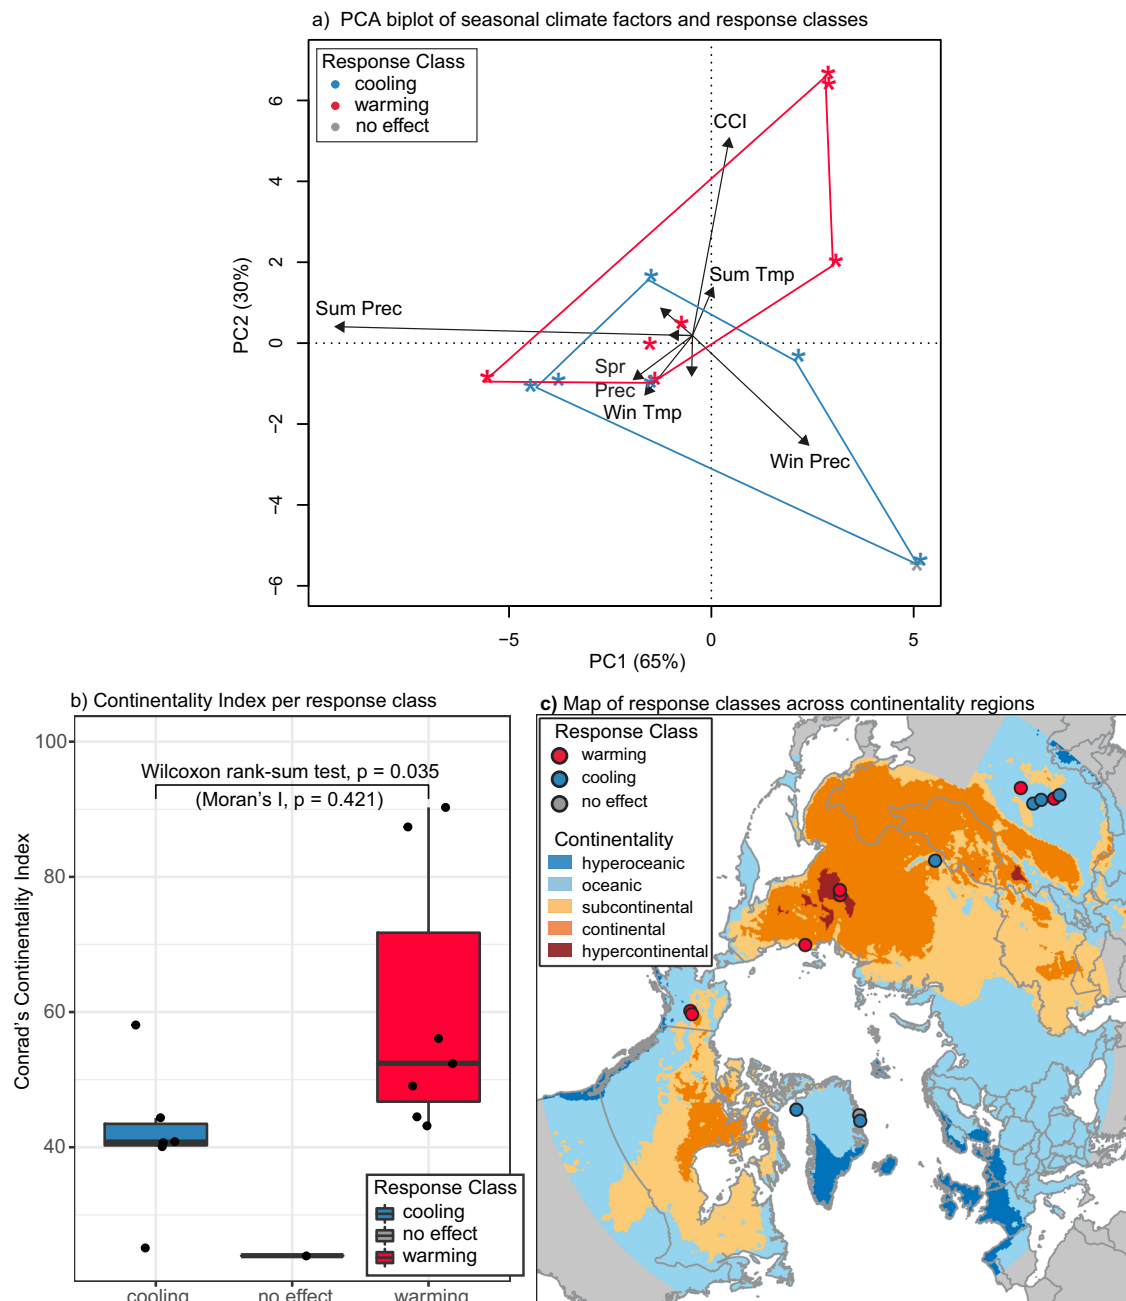 a) PCA biplot of seasonal climate factors and response classes
Response Class
cooling
warming
no effect
CCI
Sum Tmp
Sum Prec
Spr
Prec
Win Tmp
Win Prec
PC2 (30%)
6
4
2
0
−2
−4
−6
−5
0
5
PC1 (65%)
b) Continentality Index per response class
Conrad's Continentality Index
100
80
60
40
Wilcoxon rank-sum test, p = 0.035
(Moran's I, p = 0.421)
Response Class
cooling
no effect
warming
cooling
no effect
warming
c) Map of response classes across continentality regions
Response Class
warming
cooling
no effect
Continentality
hyperoceanic
oceanic
subcontinental
continental
hypercontinental